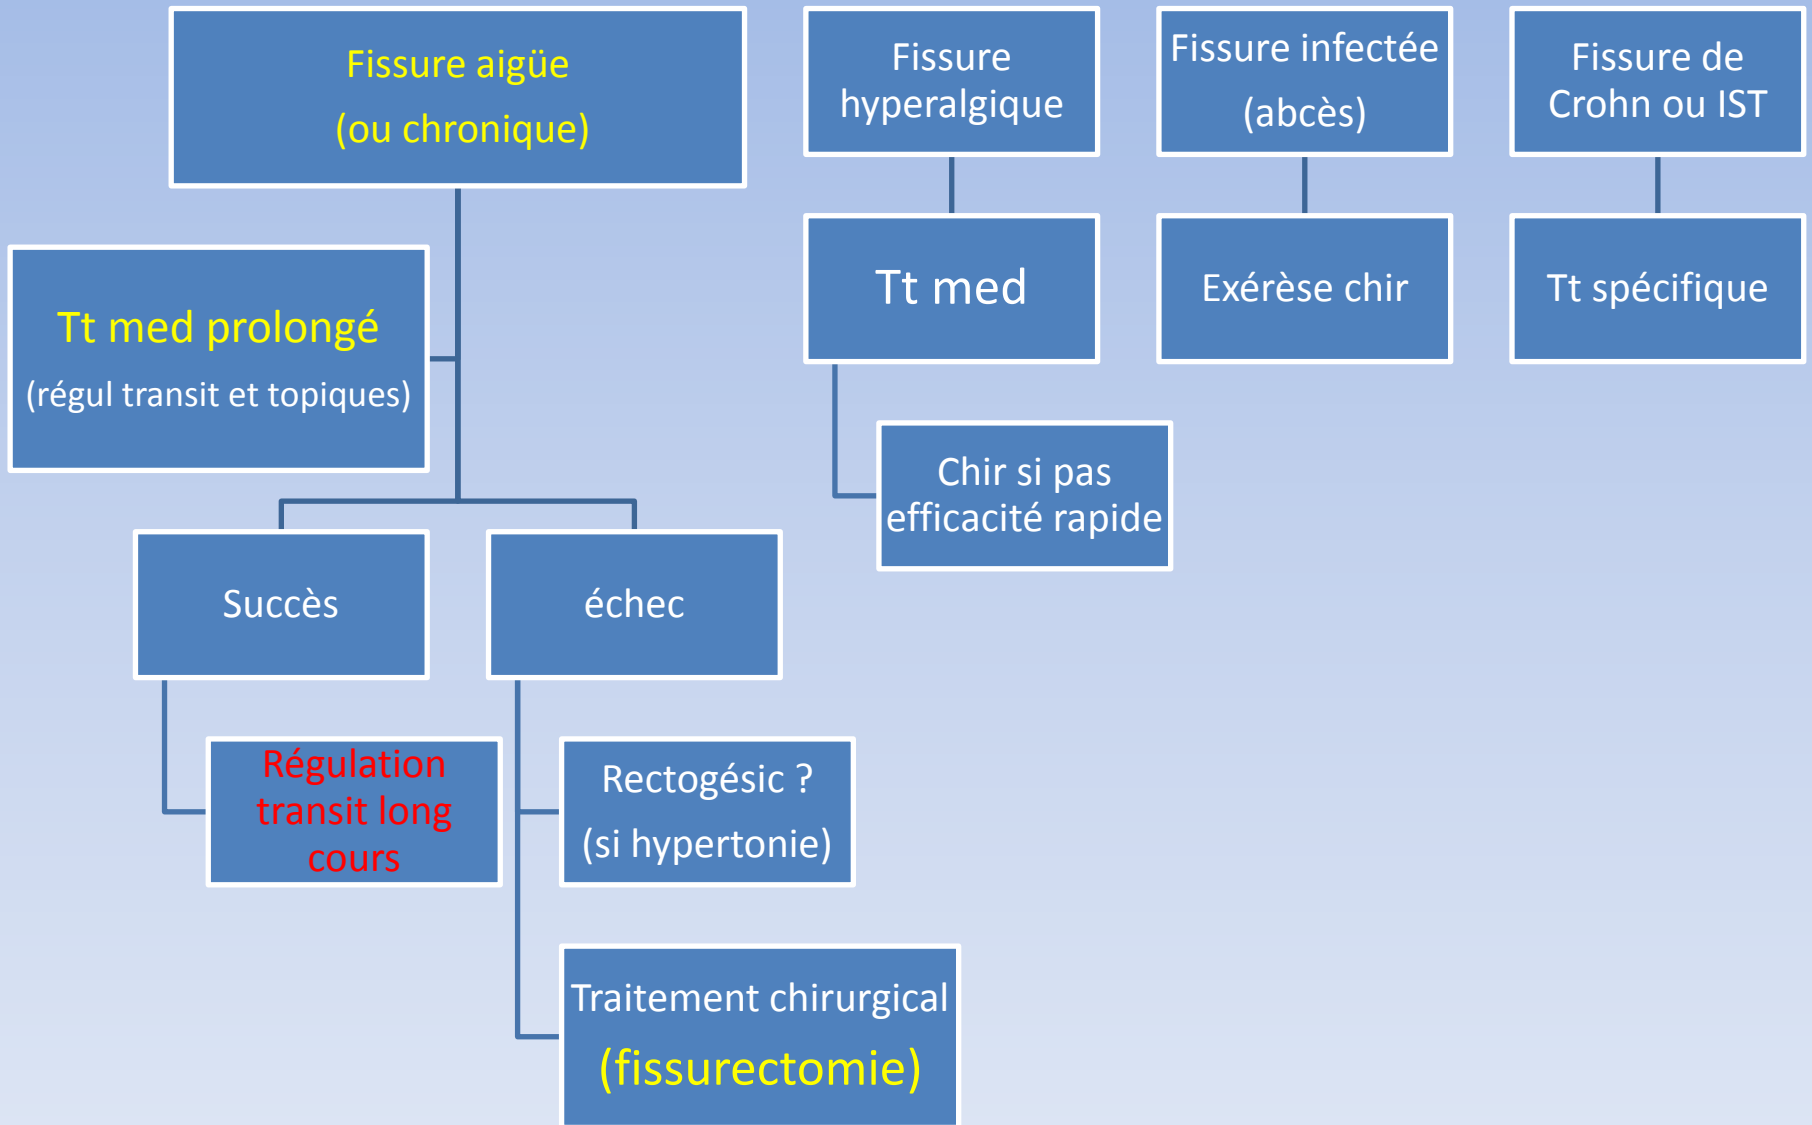 Fissure aigüe
(ou chronique)
Fissure
hyperalgique
Fissure infectée
(abcès)
Fissure de
Crohn ou IST
Tt med prolongé
(régul transit et topiques)
Tt med
Exérèse chir
Tt spécifique
Chir si pas
efficacité rapide
Succès
échec
Régulation
transit long
cours
Rectogésic ?
(si hypertonie)
Traitement chirurgical
(fissurectomie)